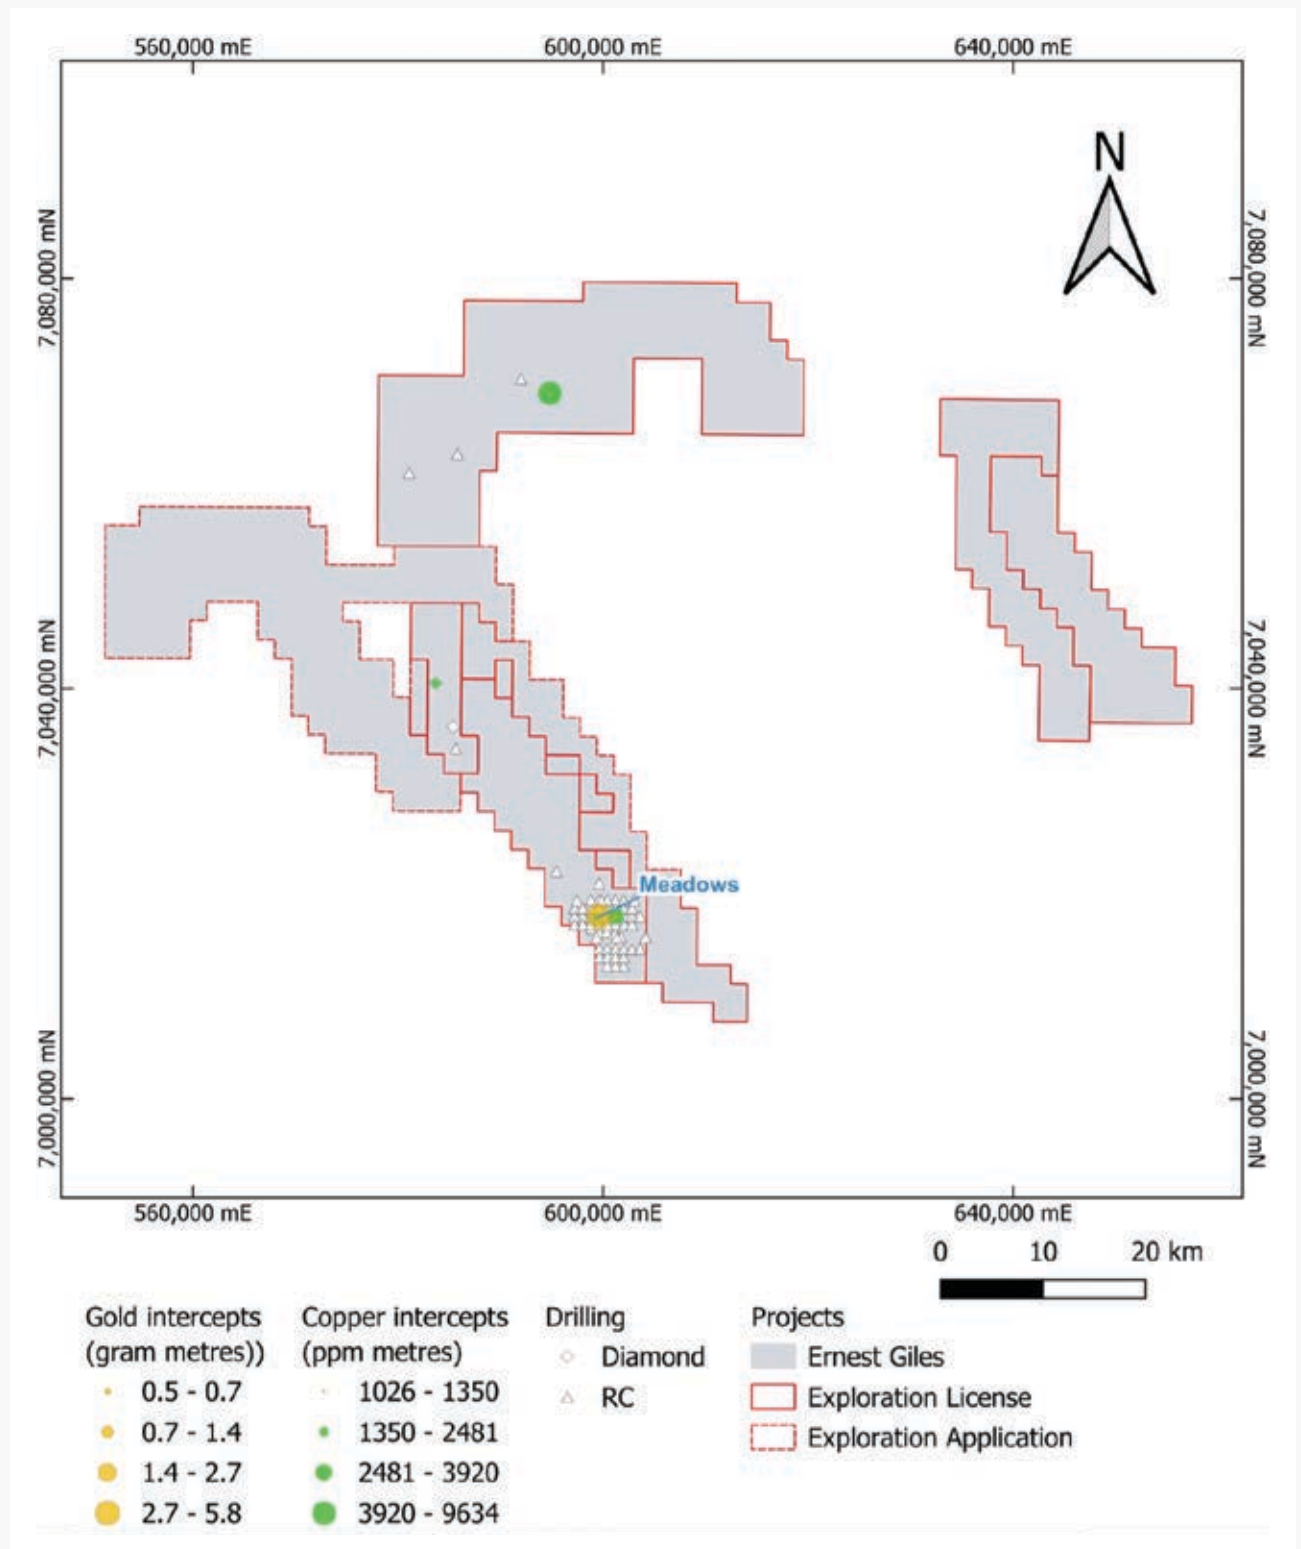 560,000 mE 600,000 mE 640,000 mE
N
7,080,000 mN 7,080,000 mN
7,040,000 mN 7,040,000 mN
Meadows
7,000,000 mN 7,000,000 mN
560,000 mE 600,000 mE 640,000 mE
0 10 20 km
Gold intercepts
(gram metres))
0.5 - 0.7
0.7 - 1.4
1.4 - 2.7
2.7 - 5.8
Copper intercepts
(ppm metres)
1026 - 1350
1350 - 2481
2481 - 3920
3920 - 9634
Drilling
Diamond
RC
Projects
Ernest Giles
Exploration License
Exploration Application